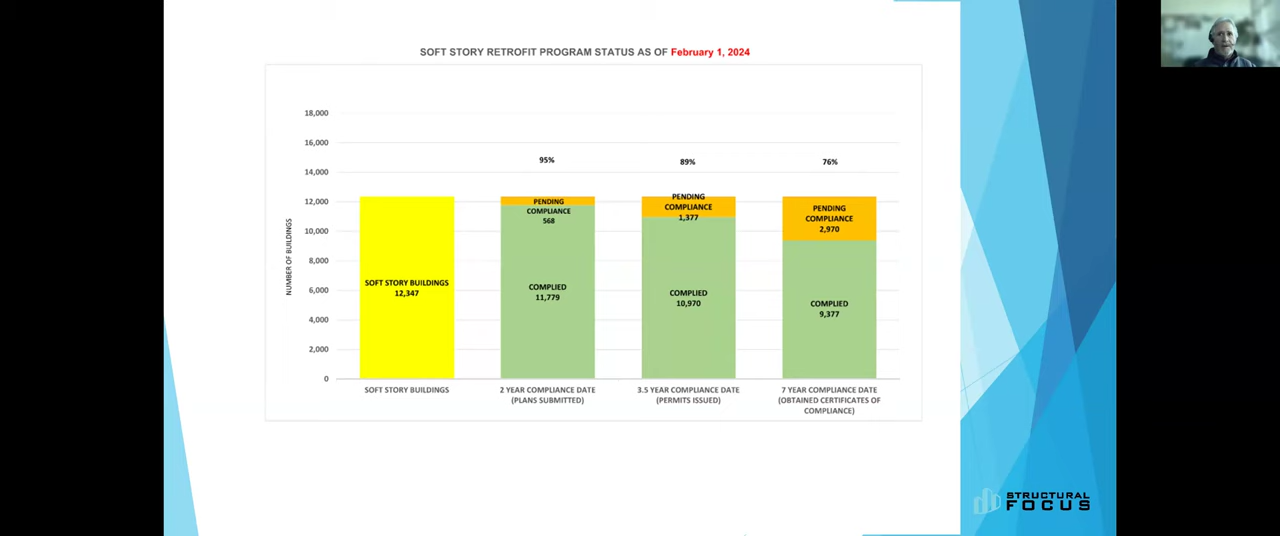 SOFT STORY RETROFIT PROGRAM STATUS AS OF February 1, 2024
18,000
16,000
14,000
12,000
10,000
8,000
6,000
4,000
2,000
0
NUMBER OF BUILDINGS
SOFT STORY BUILDINGS
12,347
95%
PENDING
COMPLIANCE
568
COMPLIED
11,779
89%
PENDING
COMPLIANCE
1,377
COMPLIED
10,970
76%
PENDING
COMPLIANCE
2,970
COMPLIED
9,377
SOFT STORY BUILDINGS
2 YEAR COMPLIANCE DATE
(PLANS SUBMITTED)
3.5 YEAR COMPLIANCE DATE
(PERMITS ISSUED)
7 YEAR COMPLIANCE DATE
(OBTAINED CERTIFICATES OF
COMPLIANCE)
STRUCTURAL
FOCUS